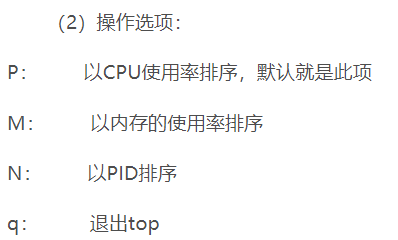 （2）操作选项：
P： 以CPU使用率排序，默认就是此项
M： 以内存的使用率排序
N： 以PID排序
q： 退出top